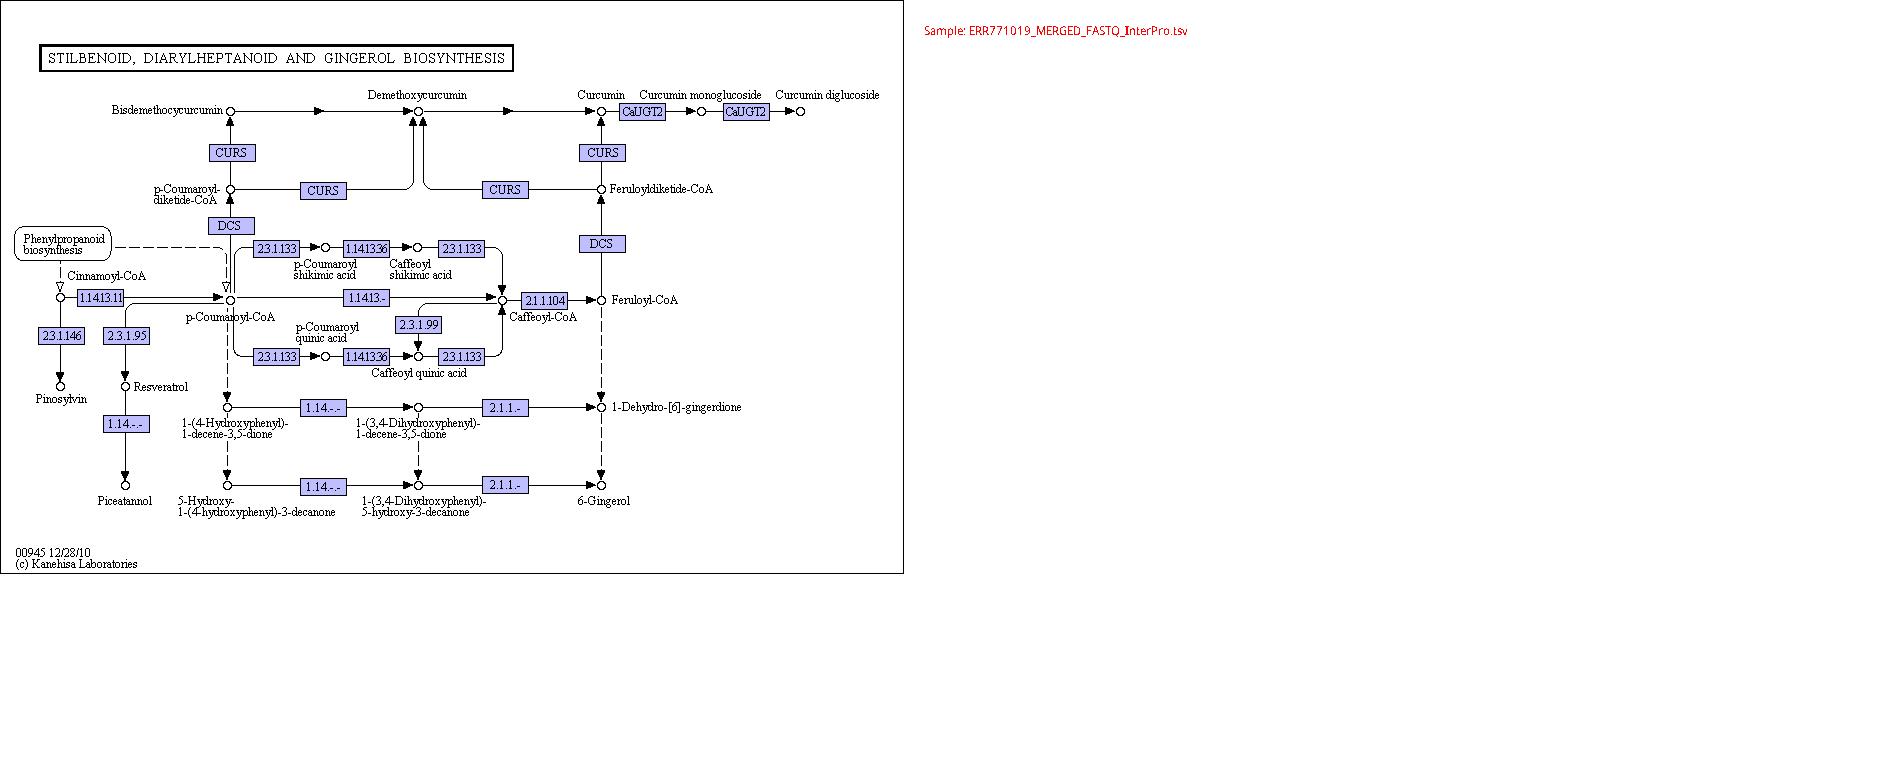 Sample: ERR771019_MERGED_FASTQ_InterPro.tsv
STILBENOID, DIARYLHEPTANOID AND GINGEROL BIOSYNTHESIS
Demethoxycurcumin
Curcumin
Curcumin monoglucoside
Curcumin diglucoside
Bisdemethocycurcumin
CaUGT2
CaUGT2
CURS
CURS
p-Coumaroyl-
diketide-CoA
CURS
CURS
Feruloyldiketide-CoA
DCS
DCS
Phenylpropanoid
biosynthesis
2.3.1.133
1.14.13.36
2.3.1.133
p-Coumaroyl
shikimic acid
Caffeoyl
shikimic acid
Cinnamoyl-CoA
1.14.13.11
1.14.13.-
2.1.1.104
Feruloyl-CoA
p-Coumaroyl-CoA
Caffeoyl-CoA
2.3.1.99
p-Coumaroyl
quinic acid
2.3.1.146
2.3.1.95
2.3.1.133
1.14.13.36
2.3.1.133
Caffeoyl quinic acid
Pinosylvin
Resveratrol
1.14.-.-
2.1.1.-
1-Dehydro-[6]-gingerdione
1.14.-.-
1-(4-Hydroxyphenyl)-
1-decene-3,5-dione
1-(3,4-Dihydroxyphenyl)-
1-decene-3,5-dione
1.14.-.-
2.1.1.-
Piceatannol
5-Hydroxy-
1-(4-hydroxyphenyl)-3-decanone
1-(3,4-Dihydroxyphenyl)-
5-hydroxy-3-decanone
6-Gingerol
00945 12/28/10
(c) Kanehisa Laboratories